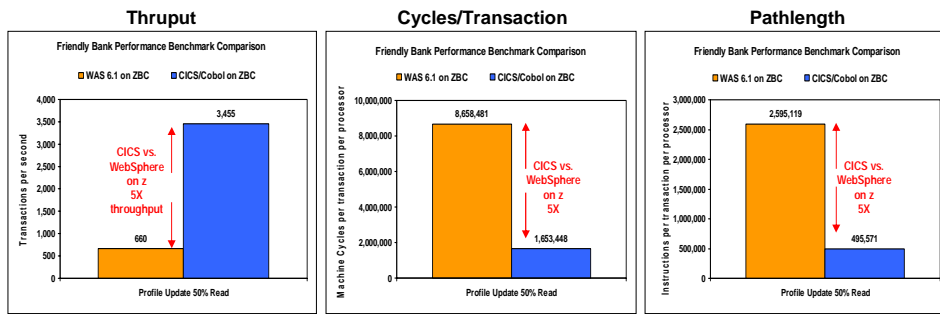 Thruput
Friendly Bank Performance Benchmark Comparison
WAS 6.1 on ZBC
CICS/Cobol on ZBC
Transactions per second
4,000
3,500
3,000
2,500
2,000
1,500
1,000
500
0
3,455
660
CICS vs.
WebSphere
on z
5X
throughput
Profile Update 50% Read
Cycles/Transaction
Friendly Bank Performance Benchmark Comparison
WAS 6.1 on ZBC
CICS/Cobol on ZBC
Machine Cycles per transaction per processor
10,000,000
8,000,000
6,000,000
4,000,000
2,000,000
0
8,658,481
1,653,448
CICS vs.
WebSphere
on z
5X
Profile Update 50% Read
Pathlength
Friendly Bank Performance Benchmark Comparison
WAS 6.1 on ZBC
CICS/Cobol on ZBC
Instructions per transaction per processor
3,000,000
2,500,000
2,000,000
1,500,000
1,000,000
500,000
0
2,595,119
495,571
CICS vs.
WebSphere
on z
5X
Profile Update 50% Read